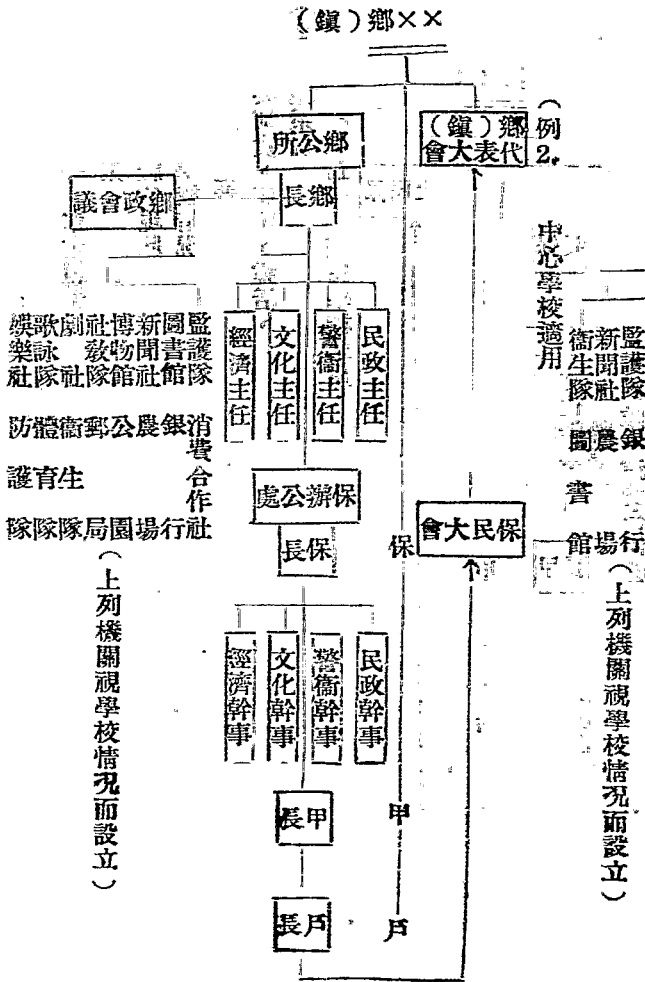 ××鄉（鎮）
（例2.
中心學校適用
鄉（鎮）
代表大會
鄉公所
鄉長
鄉政會議
民政主任
警衞主任
文化主任
經濟主任
監護隊
新聞社
衞生隊
銀行
農場
圖書館
（上列機關視學校情況而設立）
監護隊
圖書館
新聞社
博物館
社教隊
劇社
歌詠隊
娛樂社
消費合作社
銀行
農場
公園
郵局
衞生隊
體育隊
防護隊
（上列機關視學校情況而設立）
保民大會
保
保辦公處
保長
民政幹事
警衞幹事
文化幹事
經濟幹事
甲
甲長
戶
戶長